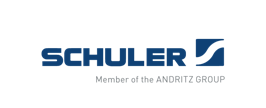 SCHULER
Member of the ANDRITZ GROUP